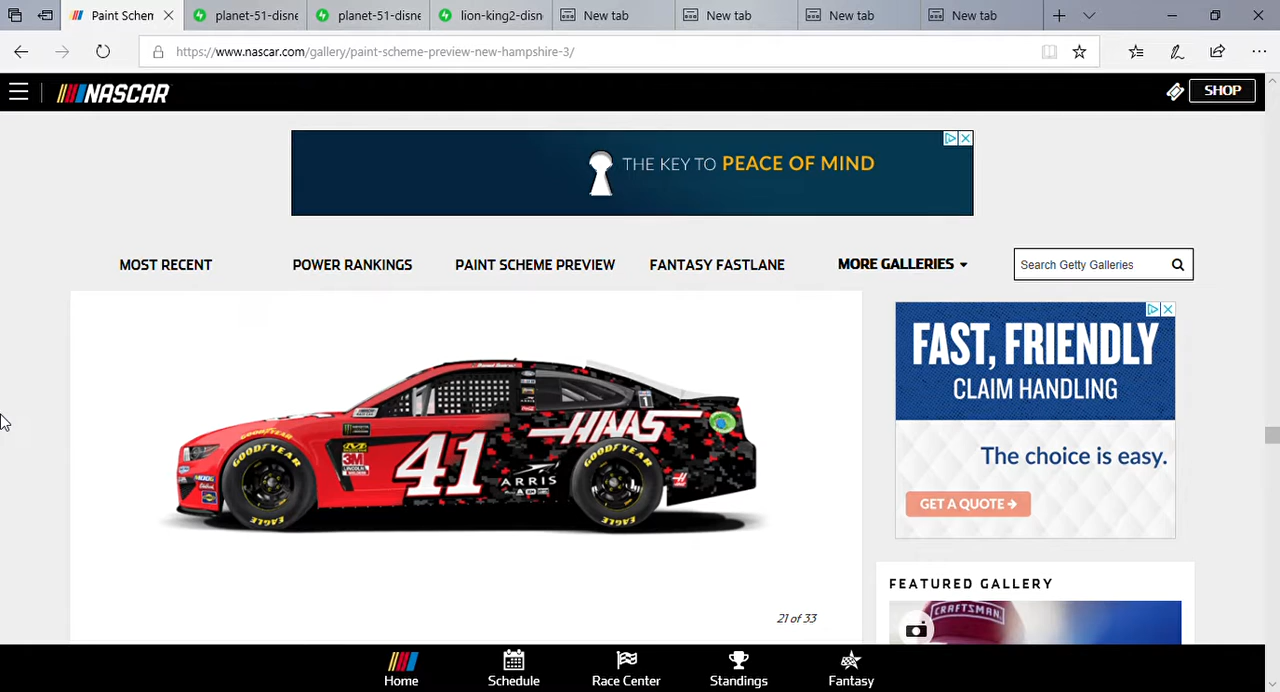 Paint Schem
planet-51-disne
planet-51-disne
lion-king2-disn
New tab
New tab
New tab
New tab
https://www.nascar.com/gallery/paint-scheme-preview-new-hampshire-3/
NASCAR
SHOP
THE KEY TO PEACE OF MIND
MOST RECENT
POWER RANKINGS
PAINT SCHEME PREVIEW
FANTASY FASTLANE
MORE GALLERIES
Search Getty Galleries
FAST, FRIENDLY
CLAIM HANDLING
The choice is easy.
GET A QUOTE
HAAS
41
ARRIS
3M
GOODYEAR
GOODYEAR
GOODYEAR
EAGLE
EAGLE
21 of 33
FEATURED GALLERY
CRAFTSMAN
Home
Schedule
Race Center
Standings
Fantasy